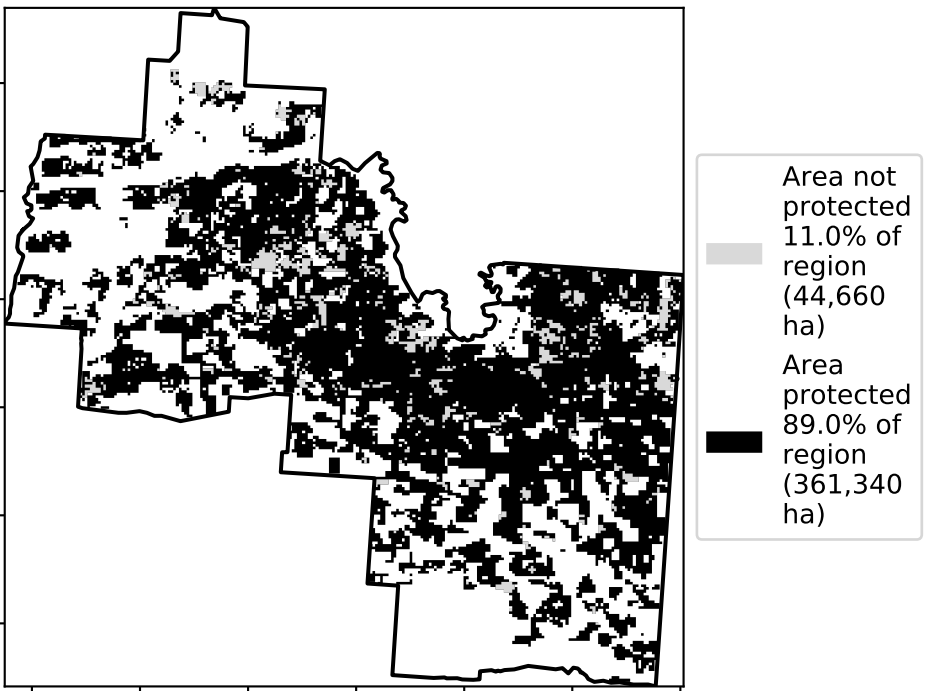 Area not
protected
11.0% of
region
(44,660
ha)
Area
protected
89.0% of
region
(361,340
ha)